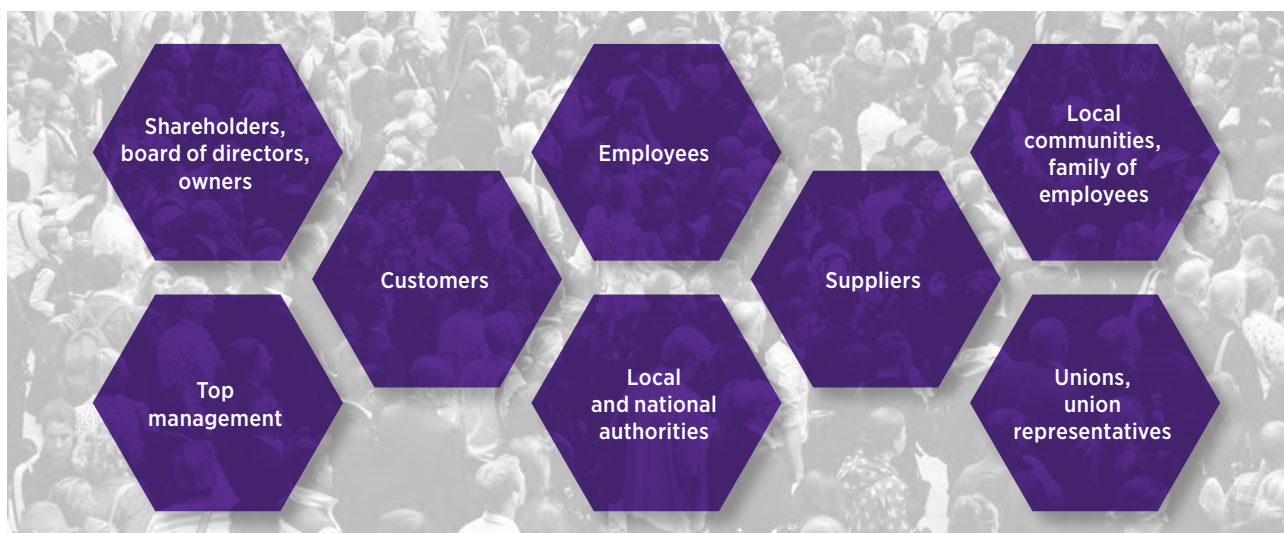 Shareholders,
board of directors,
owners
Employees
Local
communities,
family of
employees
Customers
Suppliers
Top
management
Local
and national
authorities
Unions,
union
representatives